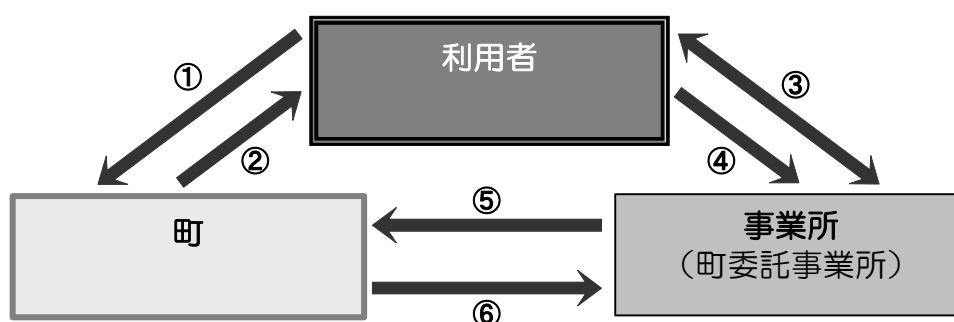 利用者
①
③
②
④
町
⑤
事業所
（町委託事業所）
⑥